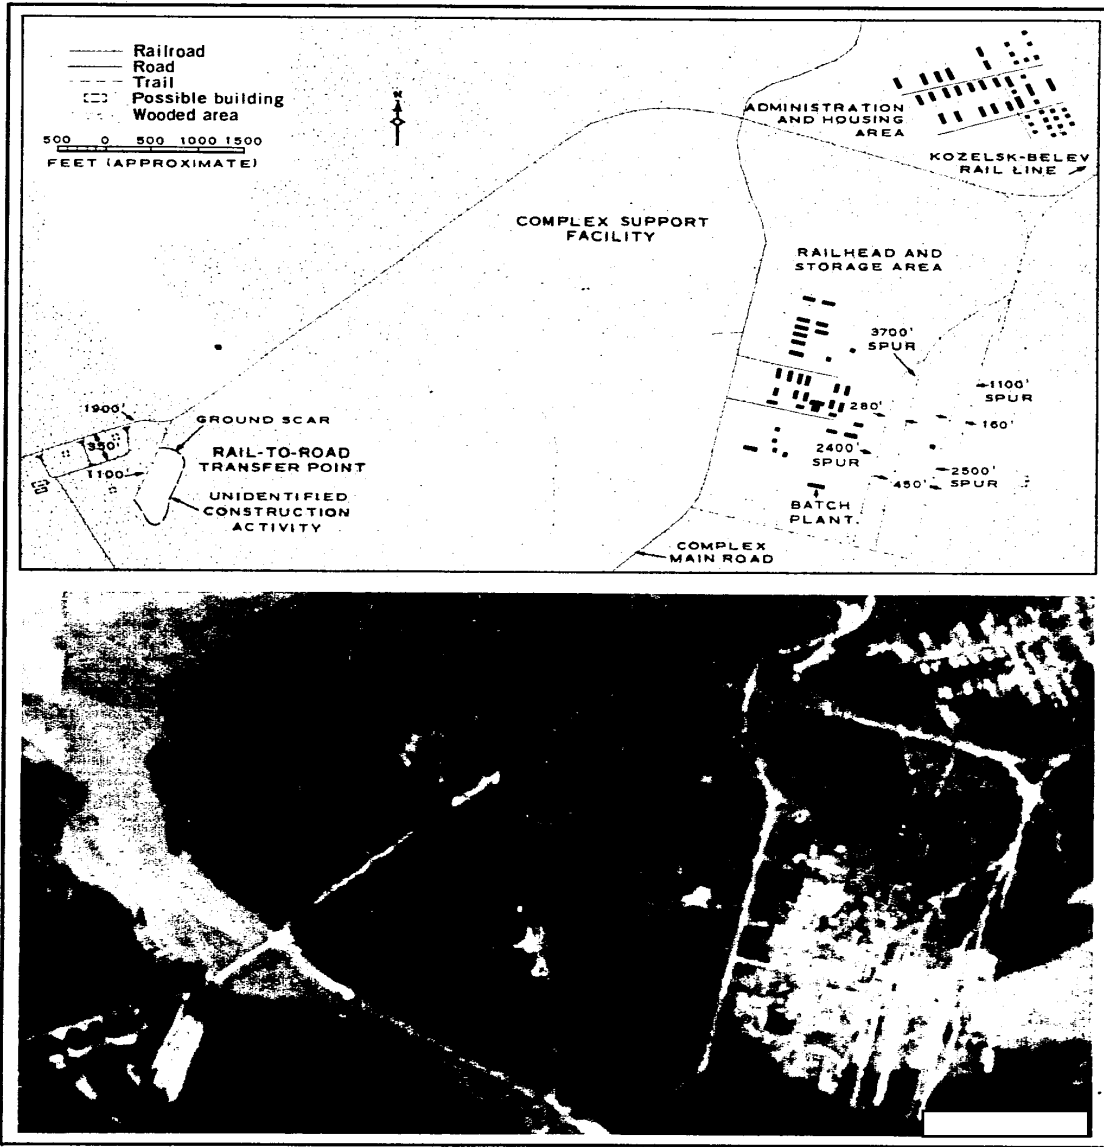 Railroad
Road
Trail
Possible building
Wooded area
500 0 500 1000 1500
FEET (APPROXIMATE)
N
ADMINISTRATION
AND HOUSING
AREA
KOZELSK-BELEV
RAIL LINE
COMPLEX SUPPORT
FACILITY
RAILHEAD AND
STORAGE AREA
3700'
SPUR
1100'
SPUR
280'
160'
2400'
SPUR
2500'
SPUR
450'
BATCH
PLANT.
COMPLEX
MAIN ROAD
1900'
GROUND SCAR
350'
RAIL-TO-ROAD
TRANSFER POINT
1100'
UNIDENTIFIED
CONSTRUCTION
ACTIVITY